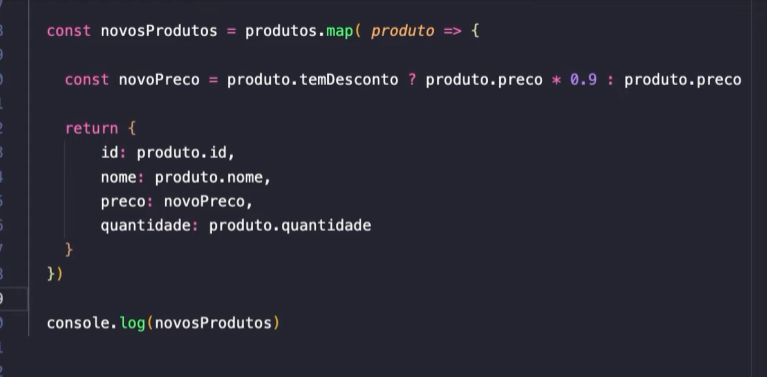 const novosProdutos = produtos.map( produto => {
const novoPreco = produto.temDesconto ? produto.preco * 0.9 : produto.preco
return {
id: produto.id,
nome: produto.nome,
preco: novoPreco,
quantidade: produto.quantidade
}
})
console.log(novosProdutos)